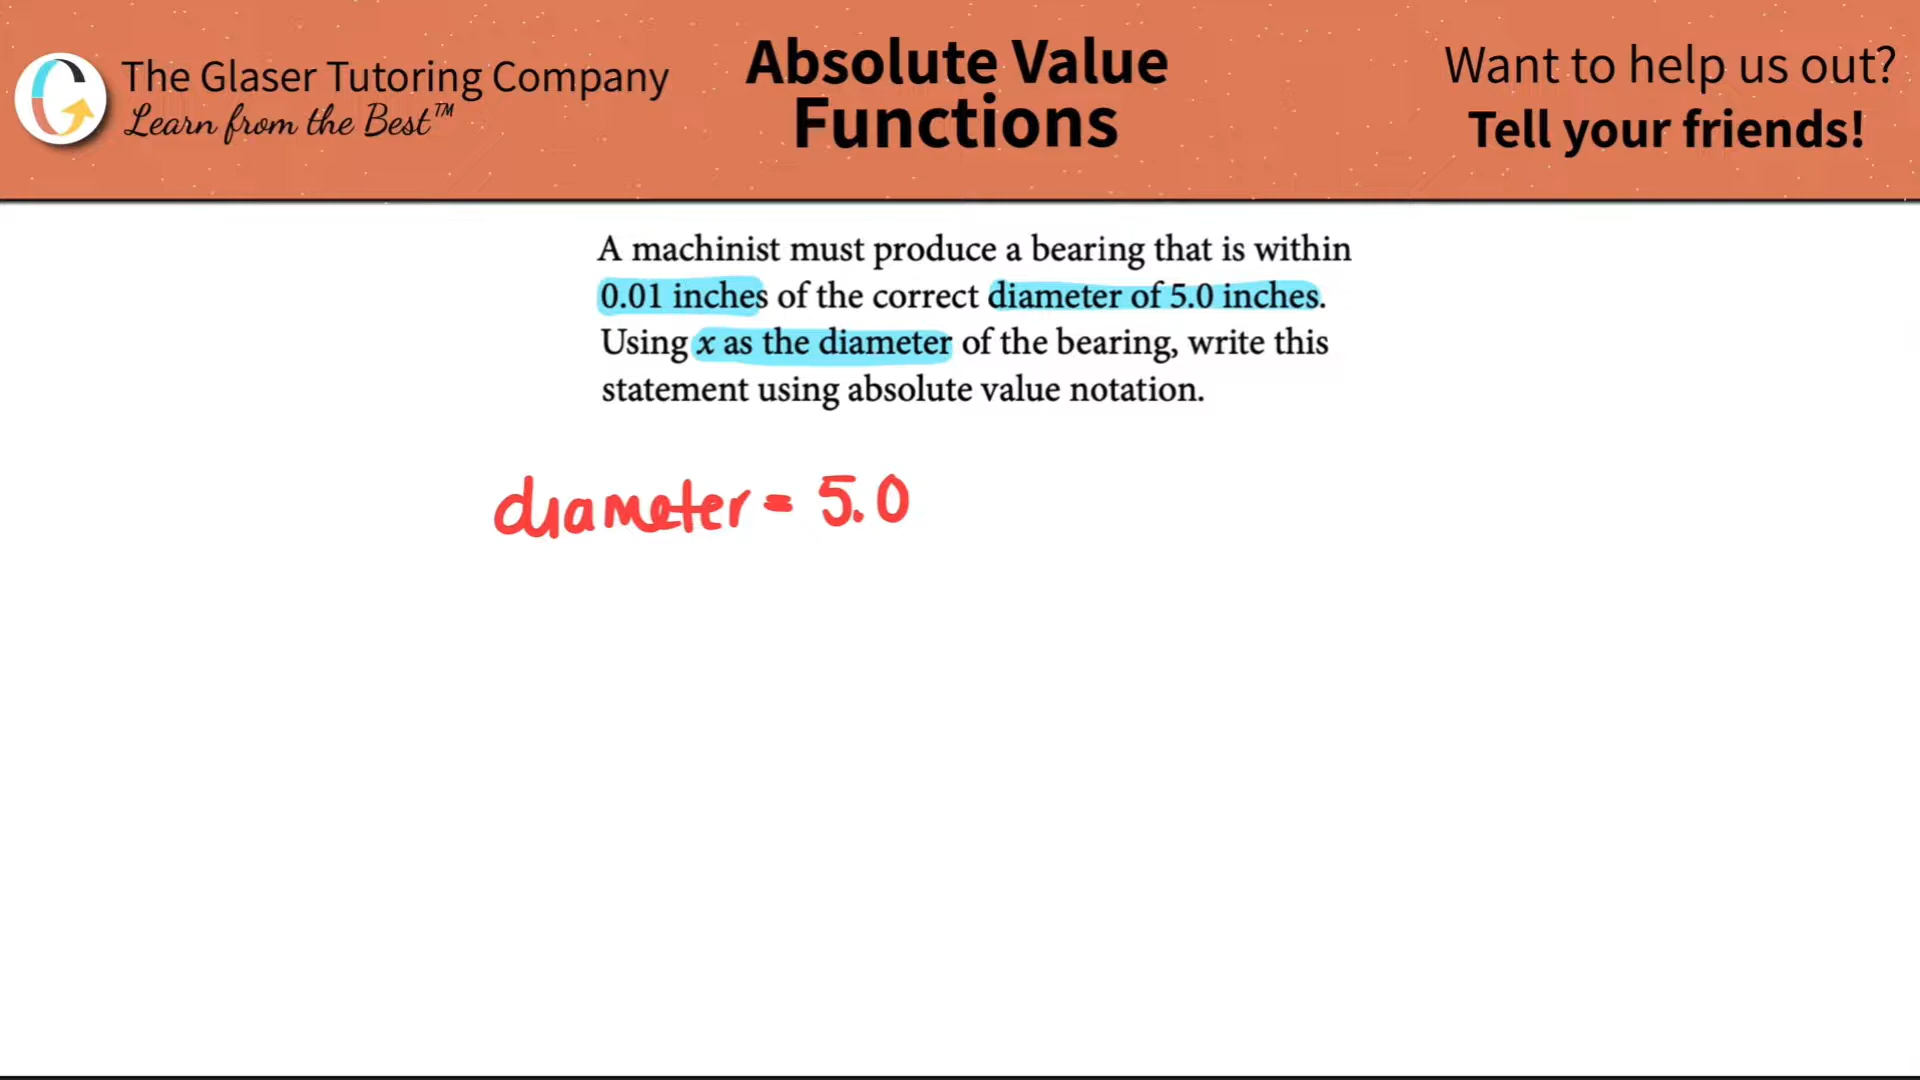 The Glaser Tutoring Company
Learn from the Best™
Absolute Value
Functions
Want to help us out?
Tell your friends!
A machinist must produce a bearing that is within
0.01 inches of the correct diameter of 5.0 inches.
Using x as the diameter of the bearing, write this
statement using absolute value notation.
diameter = 5.0